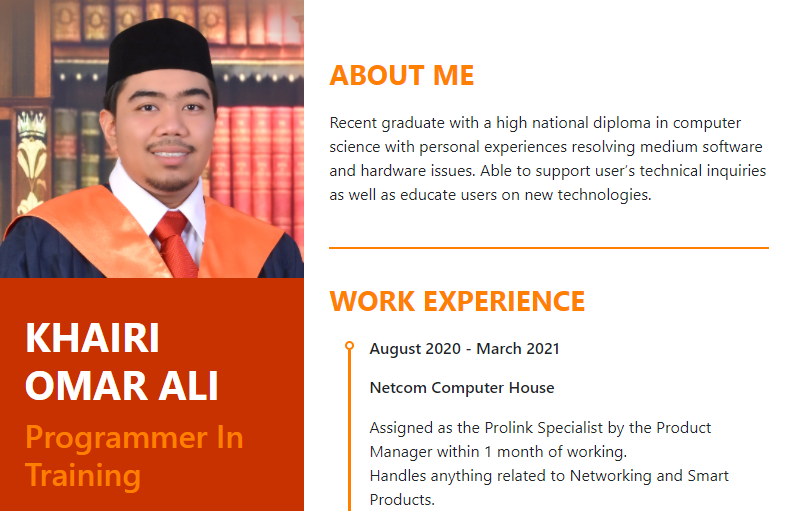 KHAIRI
OMAR ALI
Programmer In
Training
ABOUT ME
Recent graduate with a high national diploma in computer
science with personal experiences resolving medium software
and hardware issues. Able to support user’s technical inquiries
as well as educate users on new technologies.
WORK EXPERIENCE
August 2020 - March 2021
Netcom Computer House
Assigned as the Prolink Specialist by the Product
Manager within 1 month of working.
Handles anything related to Networking and Smart
Products.